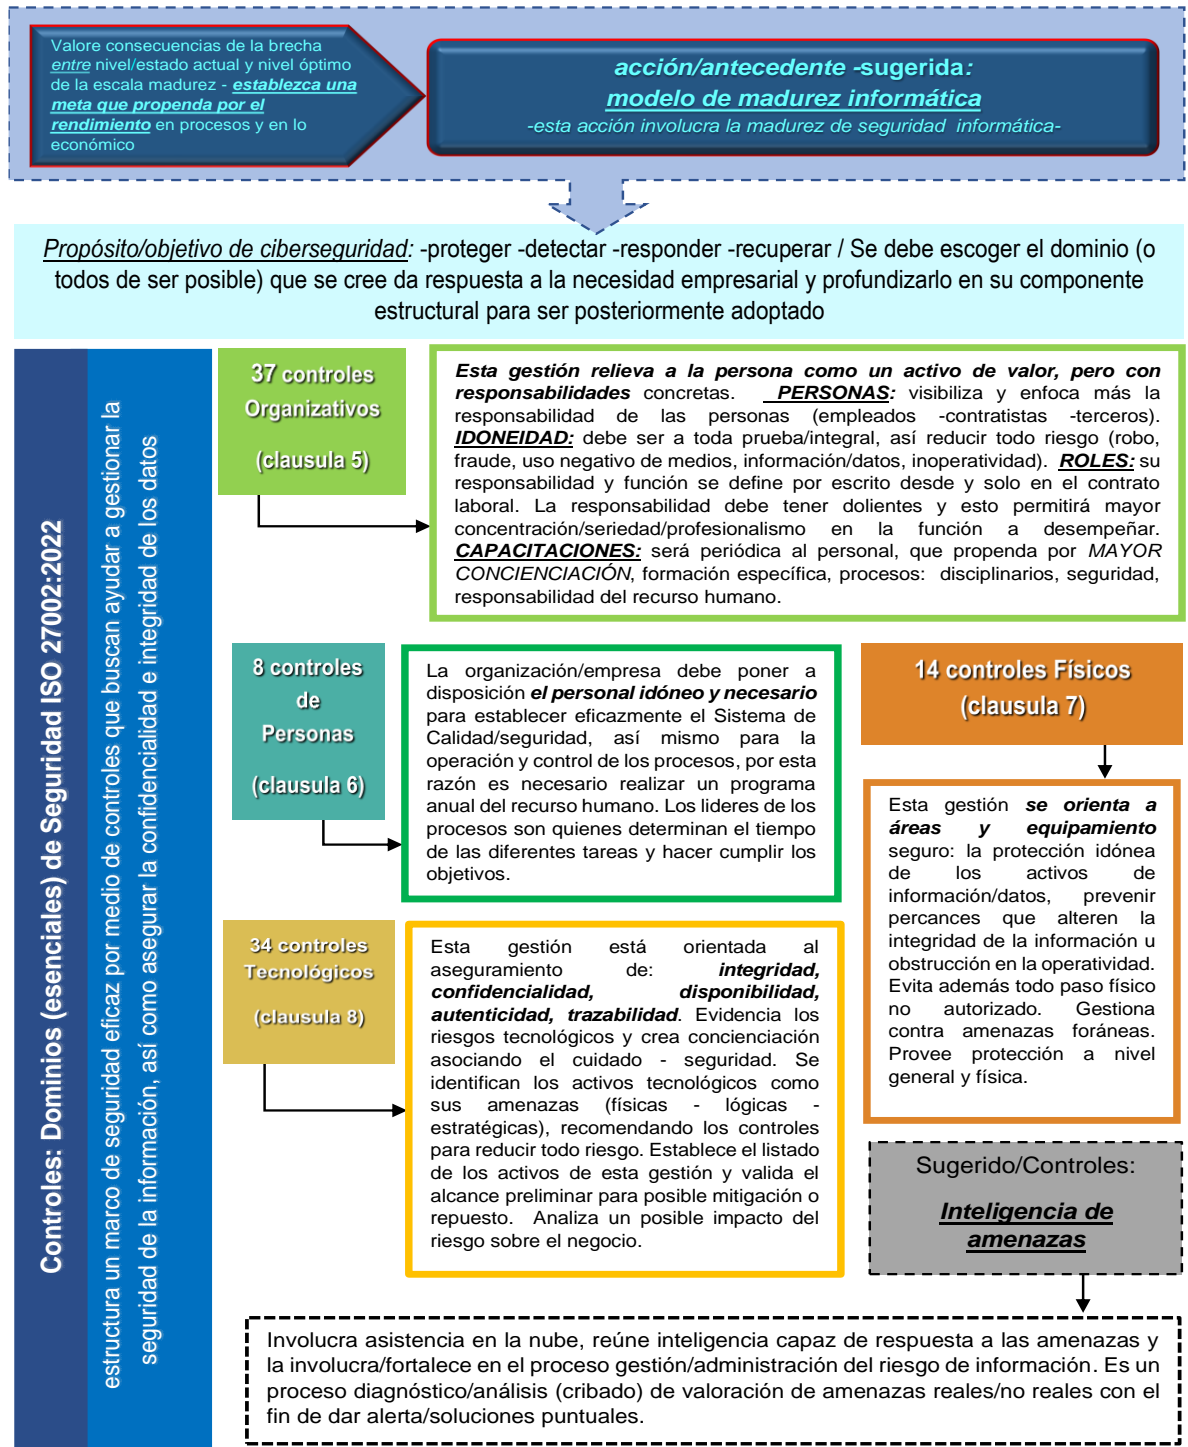 Valore consecuencias de la brecha
entre nivel/estado actual y nivel óptimo
de la escala madurez - establezca una
meta que propenda por el
rendimiento en procesos y en lo
económico
acción/antecedente -sugerida:
modelo de madurez informática
-esta acción involucra la madurez de seguridad informática-
Propósito/objetivo de ciberseguridad: -proteger -detectar -responder -recuperar / Se debe escoger el dominio (o
todos de ser posible) que se cree da respuesta a la necesidad empresarial y profundizarlo en su componente
estructural para ser posteriormente adoptado
Controles: Dominios (esenciales) de Seguridad ISO 27002:2022
estructura un marco de seguridad eficaz por medio de controles que buscan ayudar a gestionar la
seguridad de la información, así como asegurar la confidencialidad e integridad de los datos
37 controles
Organizativos
(clausula 5)
Esta gestión relieva a la persona como un activo de valor, pero con
responsabilidades concretas. PERSONAS: visibiliza y enfoca más la
responsabilidad de las personas (empleados -contratistas -terceros).
IDONEIDAD: debe ser a toda prueba/integral, así reducir todo riesgo (robo,
fraude, uso negativo de medios, información/datos, inoperatividad). ROLES: su
responsabilidad y función se define por escrito desde y solo en el contrato
laboral. La responsabilidad debe tener dolientes y esto permitirá mayor
concentración/seriedad/profesionalismo en la función a desempeñar.
CAPACITACIONES: será periódica al personal, que propenda por MAYOR
CONCIENCIACIÓN, formación específica, procesos: disciplinarios, seguridad,
responsabilidad del recurso humano.
8 controles
de
Personas
(clausula 6)
La organización/empresa debe poner a
disposición el personal idóneo y necesario
para establecer eficazmente el Sistema de
Calidad/seguridad, así mismo para la
operación y control de los procesos, por esta
razón es necesario realizar un programa
anual del recurso humano. Los lideres de los
procesos son quienes determinan el tiempo
de las diferentes tareas y hacer cumplir los
objetivos.
14 controles Físicos
(clausula 7)
Esta gestión se orienta a
áreas y equipamiento
seguro: la protección idónea
de los activos de
información/datos, prevenir
percances que alteren la
integridad de la información u
obstrucción en la operatividad.
Evita además todo paso físico
no autorizado. Gestiona
contra amenazas foráneas.
Provee protección a nivel
general y física.
34 controles
Tecnológicos
(clausula 8)
Esta gestión está orientada al
aseguramiento de: integridad,
confidencialidad, disponibilidad,
autenticidad, trazabilidad. Evidencia los
riesgos tecnológicos y crea concienciación
asociando el cuidado - seguridad. Se
identifican los activos tecnológicos como
sus amenazas (físicas - lógicas -
estratégicas), recomendando los controles
para reducir todo riesgo. Establece el listado
de los activos de esta gestión y valida el
alcance preliminar para posible mitigación o
repuesto. Analiza un posible impacto del
riesgo sobre el negocio.
Sugerido/Controles:
Inteligencia de
amenazas
Involucra asistencia en la nube, reúne inteligencia capaz de respuesta a las amenazas y
la involucra/fortalece en el proceso gestión/administración del riesgo de información. Es un
proceso diagnóstico/análisis (cribado) de valoración de amenazas reales/no reales con el
fin de dar alerta/soluciones puntuales.